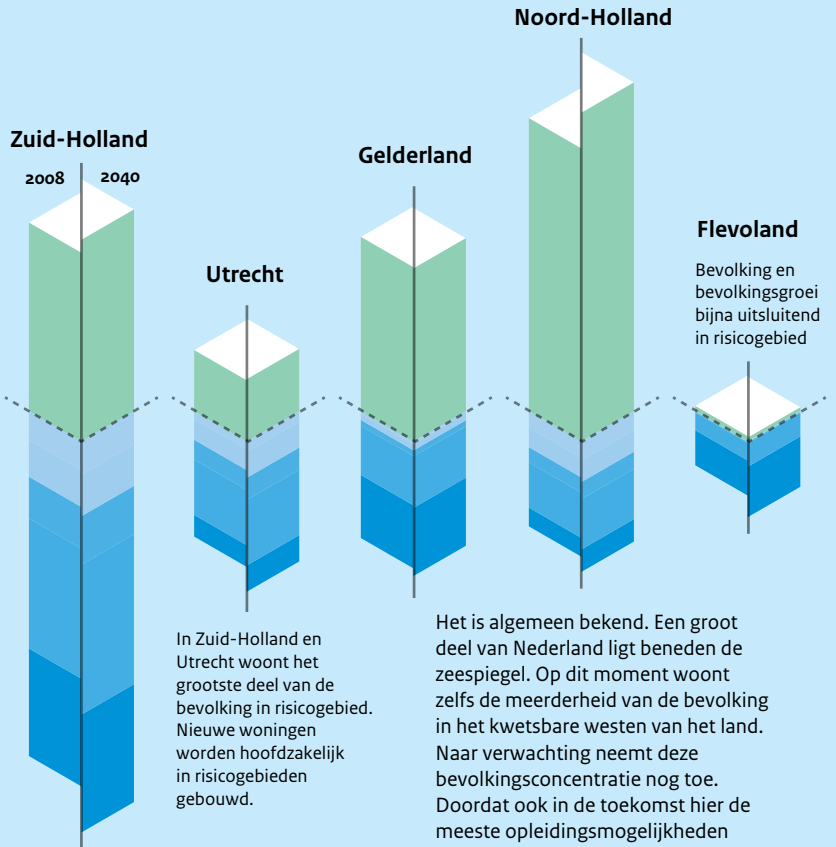 Noord-Holland
Zuid-Holland
2008
2040
Gelderland
Utrecht
Flevoland
Bevolking en
bevolkingsgroei
bijna uitsluitend
in risicogebied
In Zuid-Holland en
Utrecht woont het
grootste deel van de
bevolking in risicogebied.
Nieuwe woningen
worden hoofdzakelijk
in risicogebieden
gebouwd.
Het is algemeen bekend. Een groot
deel van Nederland ligt beneden de
zeespiegel. Op dit moment woont
zelfs de meerderheid van de bevolking
in het kwetsbare westen van het land.
Naar verwachting neemt deze
bevolkingsconcentratie nog toe.
Doordat ook in de toekomst hier de
meeste opleidingsmogelijkheden